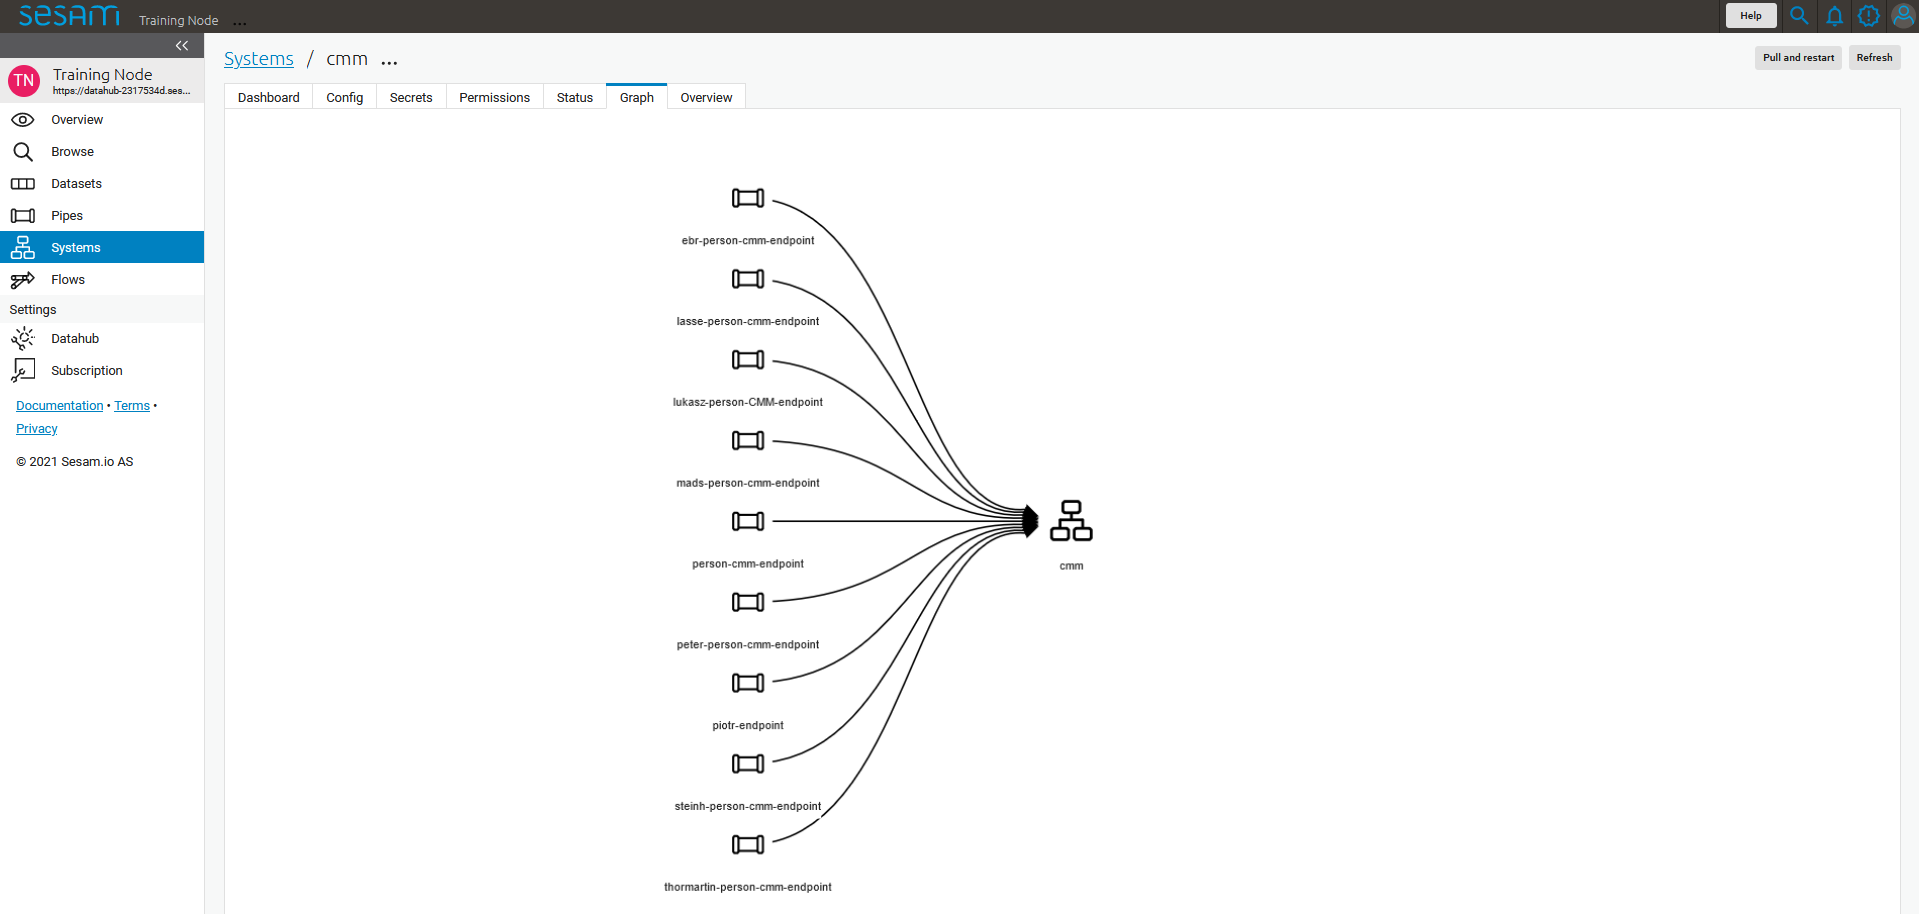 sesam Training Node ... Help
TN Training Node
https://datahub-2317534d.ses...
Overview
Browse
Datasets
Pipes
Systems
Flows
Settings
Datahub
Subscription
Documentation • Terms •
Privacy
© 2021 Sesam.io AS
Systems / cmm ...
Pull and restart Refresh
Dashboard Config Secrets Permissions Status Graph Overview
ebr-person-cmm-endpoint
lasse-person-cmm-endpoint
lukasz-person-CMM-endpoint
mads-person-cmm-endpoint
person-cmm-endpoint
cmm
peter-person-cmm-endpoint
piotr-endpoint
steinh-person-cmm-endpoint
thormartin-person-cmm-endpoint